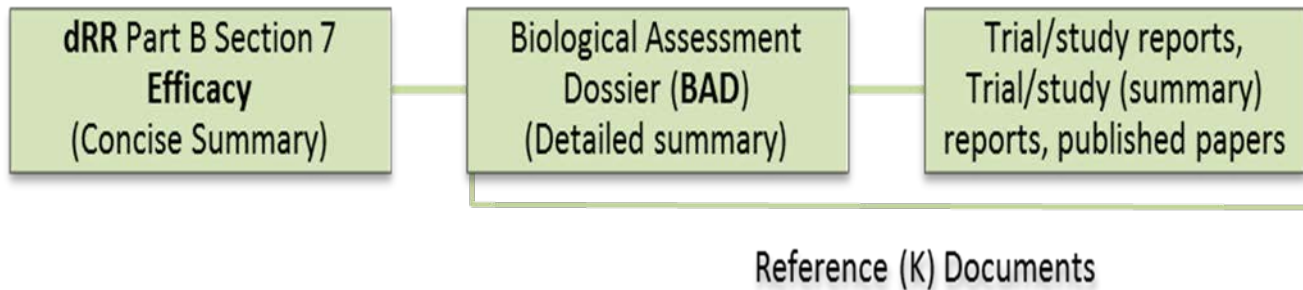 dRR Part B Section 7
Efficacy
(Concise Summary)
Biological Assessment
Dossier (BAD)
(Detailed summary)
Trial/study reports,
Trial/study (summary)
reports, published papers
Reference (K) Documents